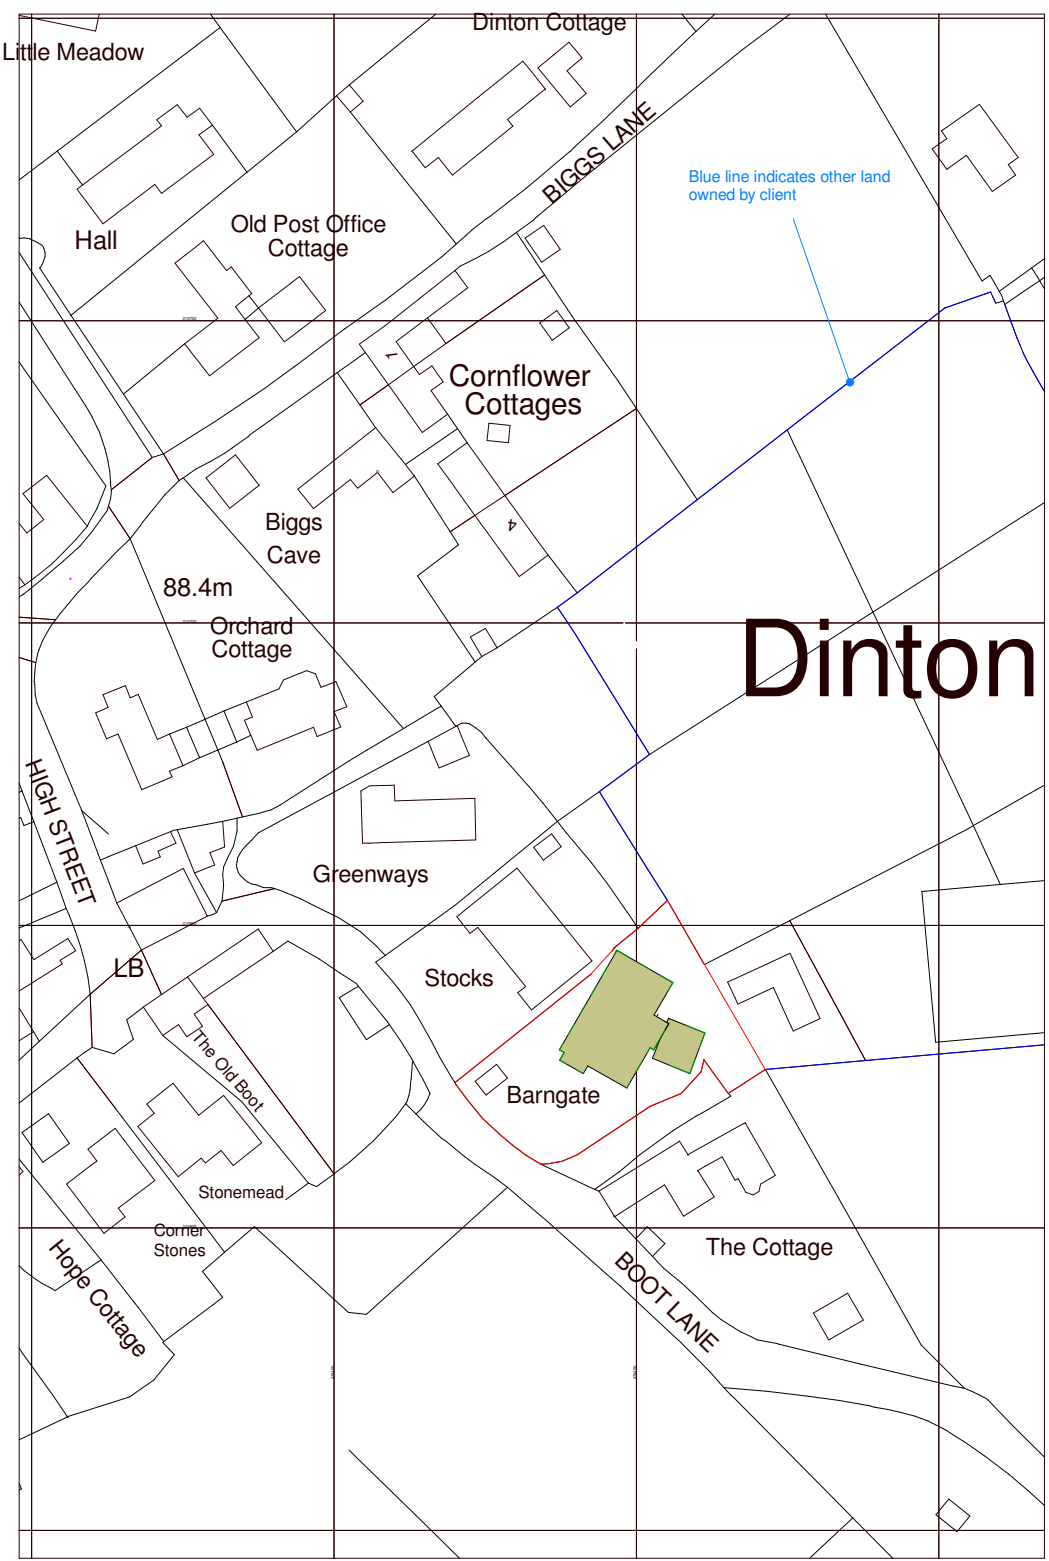 Dinton Cottage
Little Meadow
BIGGS LANE
Blue line indicates other land
owned by client
Hall
Old Post Office
Cottage
1
Cornflower
Cottages
4
Biggs
Cave
88.4m
Orchard
Cottage
Dinton
HIGH STREET
Greenways
LB
Stocks
The Old Boot
Barngate
Stonemead
Corner
Stones
Hope Cottage
The Cottage
BOOT LANE